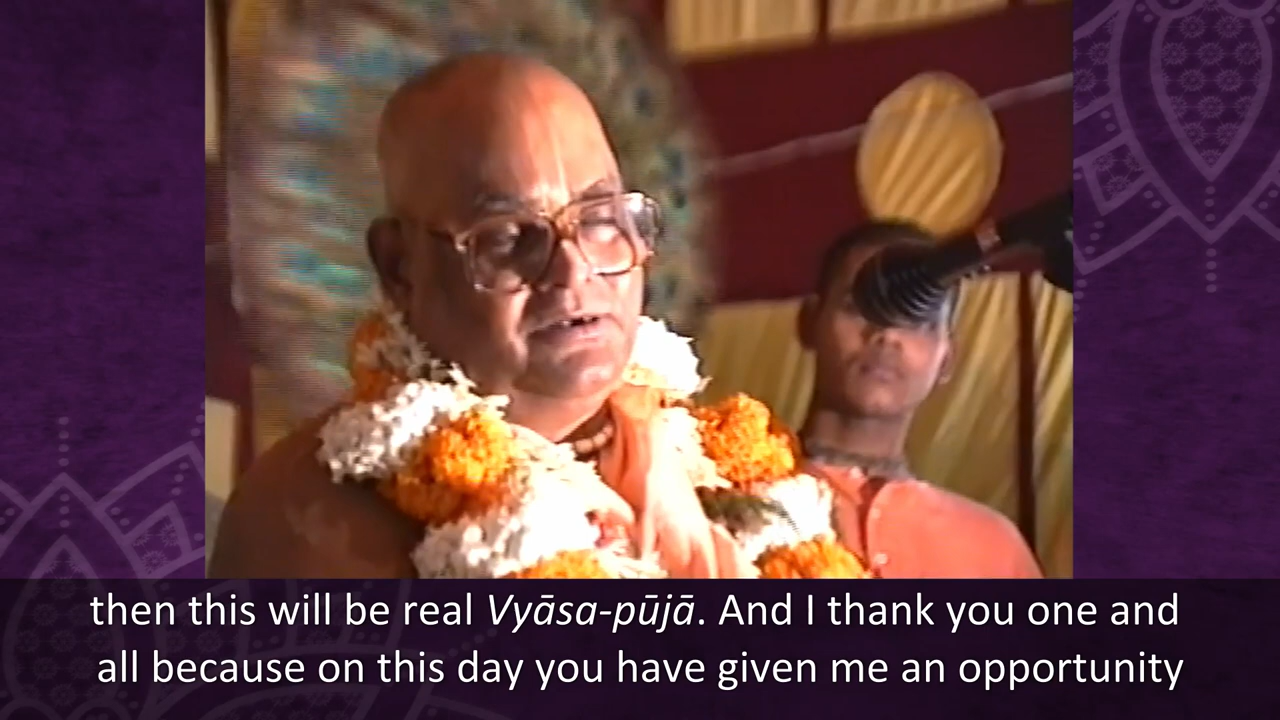 then this will be real Vyāsa-pūjā. And I thank you one and
all because on this day you have given me an opportunity